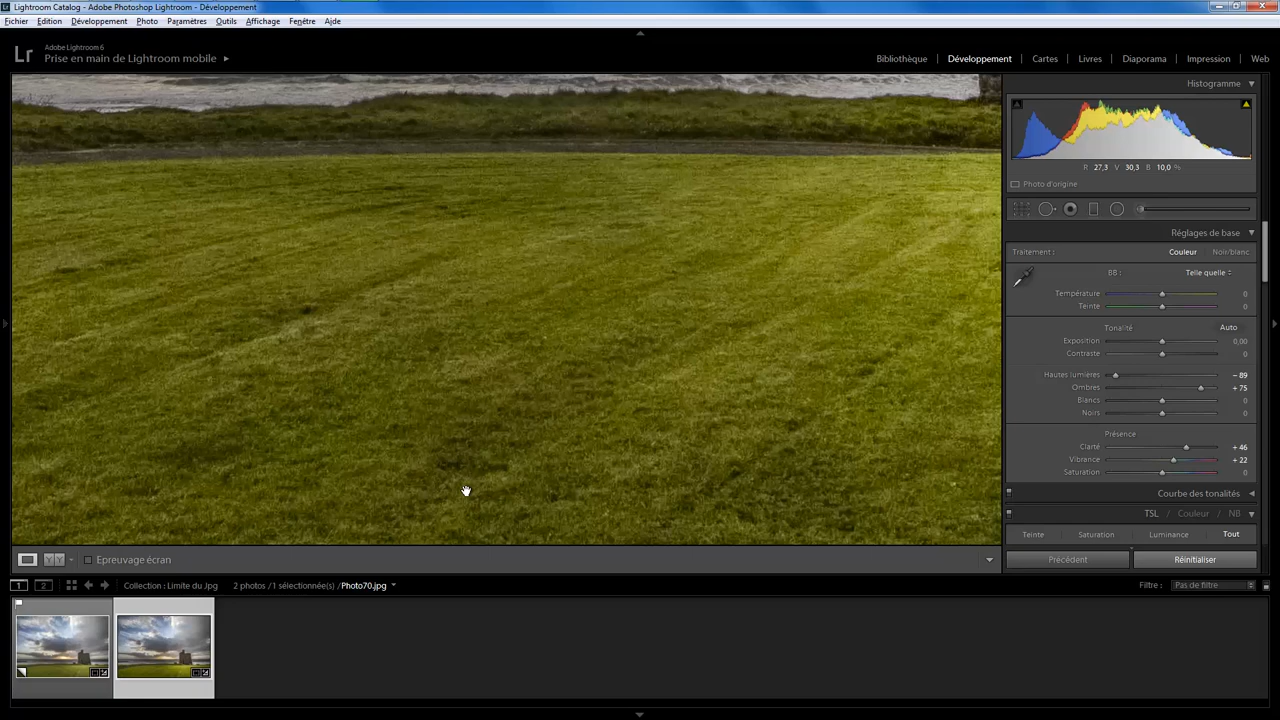 Lightroom Catalog - Adobe Photoshop Lightroom - Développement
Fichier Edition Développement Photo Paramètres Outils Affichage Fenêtre Aide
Lr
Adobe Lightroom 6
Prise en main de Lightroom mobile
Bibliothèque Développement Cartes Livres Diaporama Impression Web
Histogramme
R 27,3 V 30,3 B 10,0 %
Photo d'origine
Réglages de base
Traitement : Couleur Noir/blanc
BB : Telle quelle
Température 0
Teinte 0
Tonalité Auto
Exposition 0,00
Contraste 0
Hautes lumières – 89
Ombres + 75
Blancs 0
Noirs 0
Présence
Clarté + 46
Vibrance + 22
Saturation 0
Courbe des tonalités
TSL / Couleur / NB
Teinte Saturation Luminance Tout
Précédent Réinitialiser
YY Epreuvage écran
1 2 Collection : Limite du Jpg 2 photos /1 sélectionnée(s) /Photo70.jpg Filtre : Pas de filtre